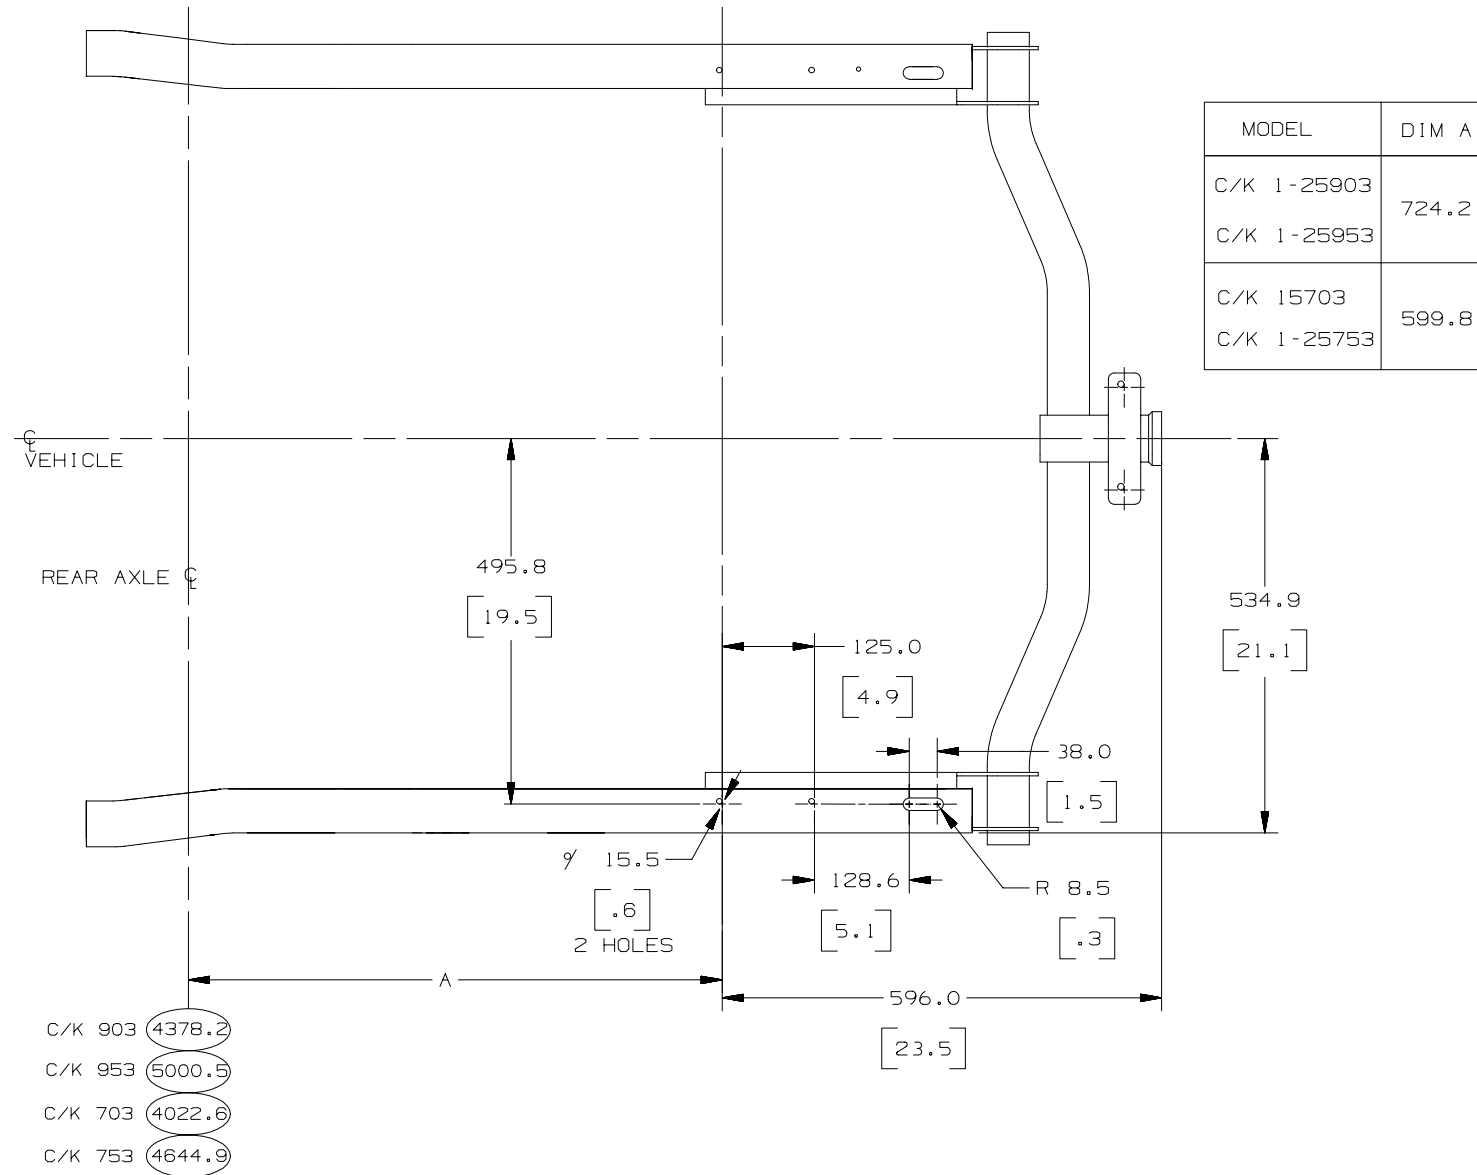 MODEL DIM A
C/K 1-25903
724.2
C/K 1-25953
C/K 15703
599.8
C/K 1-25753
℄
VEHICLE
REAR AXLE ℄
495.8
[19.5]
534.9
[21.1]
125.0
[4.9]
38.0
[1.5]
⌀ 15.5
[.6]
2 HOLES
128.6
[5.1]
R 8.5
[.3]
A
596.0
[23.5]
C/K 903 4378.2
C/K 953 5000.5
C/K 703 4022.6
C/K 753 4644.9